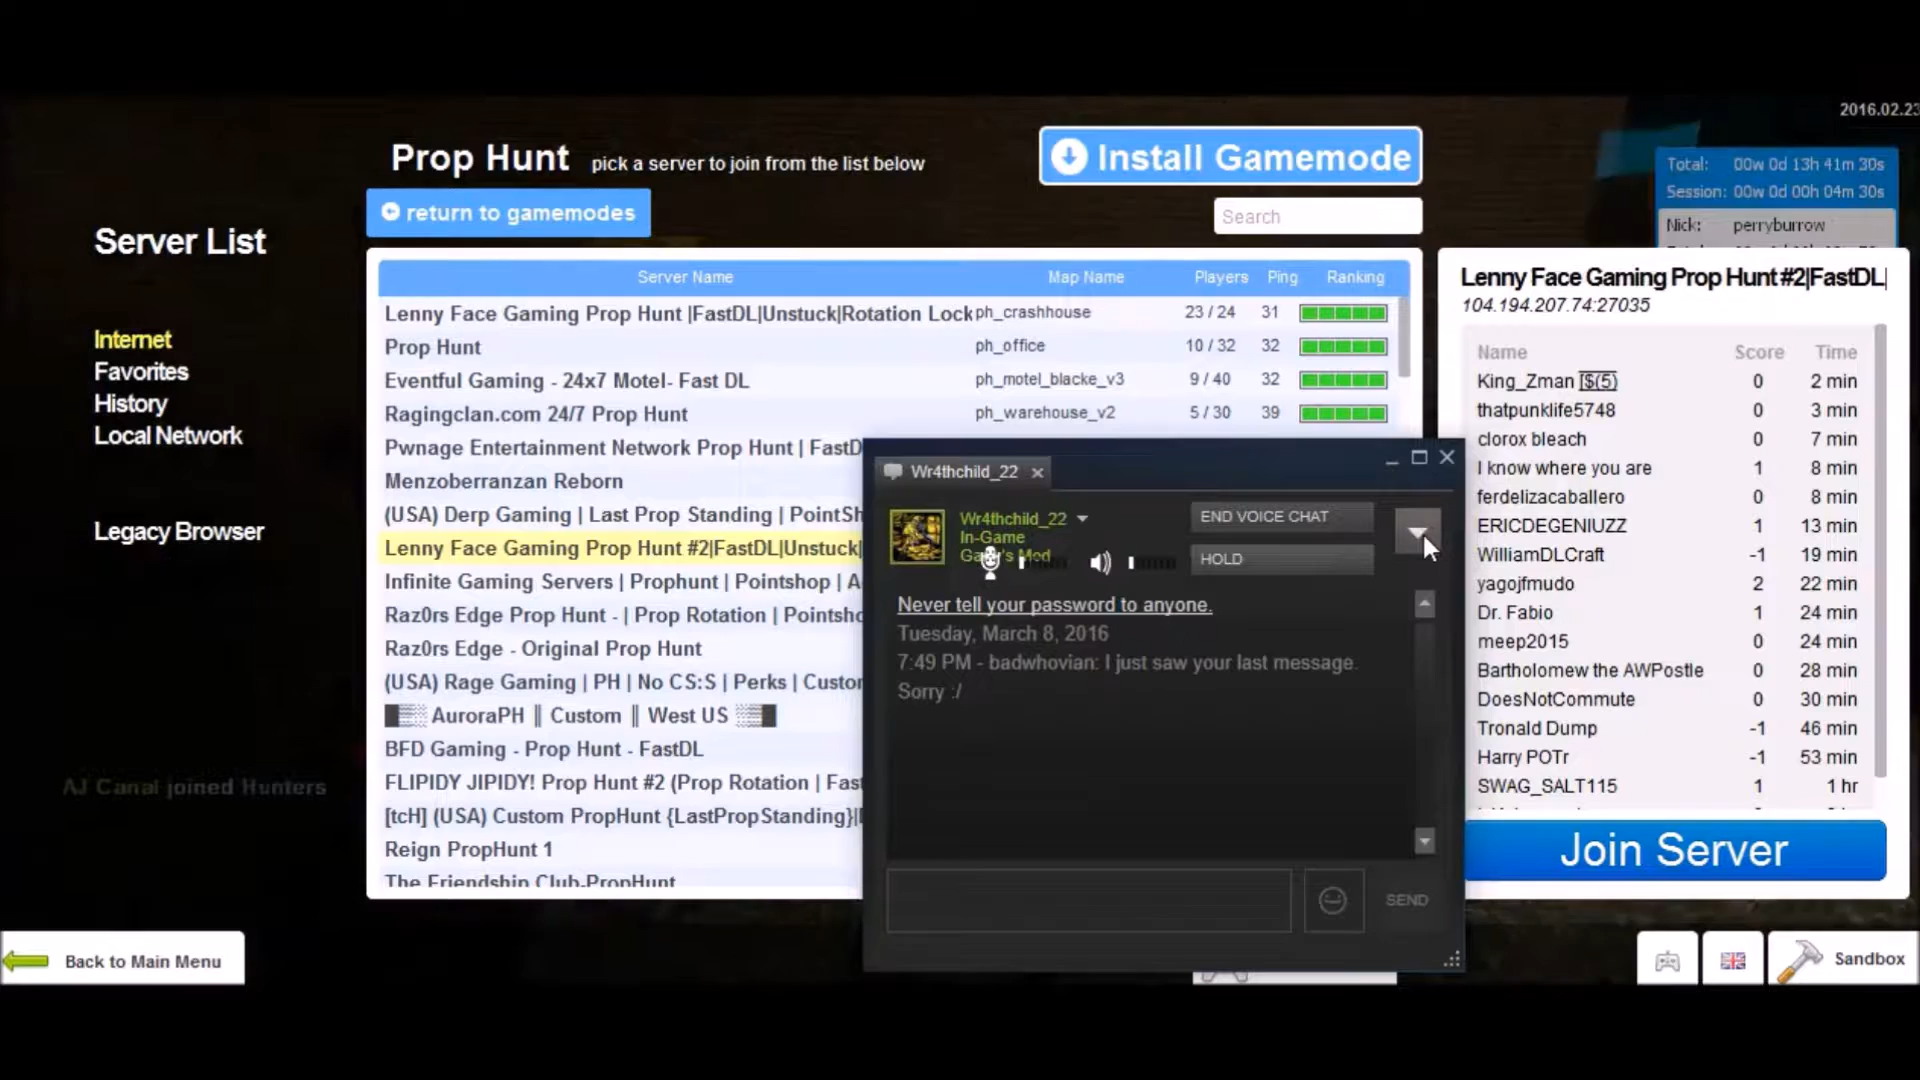 2016.02.23
Prop Hunt pick a server to join from the list below
Install Gamemode
return to gamemodes
Search
Total: 00w 0d 13h 41m 30s
Session: 00w 0d 00h 04m 30s
Nick: perryburrow
Server List
Internet
Favorites
History
Local Network
Legacy Browser
AJ Canal joined Hunters
Server Name Map Name Players Ping Ranking
Lenny Face Gaming Prop Hunt |FastDL|Unstuck|Rotation Lock ph_crashhouse 23 / 24 31
Prop Hunt ph_office 10 / 32 32
Eventful Gaming - 24x7 Motel- Fast DL ph_motel_blacke_v3 9 / 40 32
Ragingclan.com 24/7 Prop Hunt ph_warehouse_v2 5 / 30 39
Pwnage Entertainment Network Prop Hunt | FastD
Menzoberranzan Reborn
(USA) Derp Gaming | Last Prop Standing | PointSh
Lenny Face Gaming Prop Hunt #2|FastDL|Unstuck|
Infinite Gaming Servers | Prophunt | Pointshop | A
Raz0rs Edge Prop Hunt - | Prop Rotation | Pointsho
Raz0rs Edge - Original Prop Hunt
(USA) Rage Gaming | PH | No CS:S | Perks | Custor
█▓▒░ AuroraPH ║ Custom ║ West US ░▒▓█
BFD Gaming - Prop Hunt - FastDL
FLIPIDY JIPIDY! Prop Hunt #2 (Prop Rotation | Fast
[tcH] (USA) Custom PropHunt {LastPropStanding}|
Reign PropHunt 1
The Friendship Club-PropHunt
Wr4thchild_22
Wr4thchild_22
In-Game
Garry's Mod
END VOICE CHAT
HOLD
Never tell your password to anyone.
Tuesday, March 8, 2016
7:49 PM - badwhovian: I just saw your last message.
Sorry :/
SEND
Lenny Face Gaming Prop Hunt #2|FastDL|
104.194.207.74:27035
Name Score Time
King_Zman [$(5) 0 2 min
thatpunklife5748 0 3 min
clorox bleach 0 7 min
I know where you are 1 8 min
ferdelizacaballero 0 8 min
ERICDEGENIUZZ 1 13 min
WilliamDLCraft -1 19 min
yagojfmudo 2 22 min
Dr. Fabio 1 24 min
meep2015 0 24 min
Bartholomew the AWPostle 0 28 min
DoesNotCommute 0 30 min
Tronald Dump -1 46 min
Harry POTr -1 53 min
SWAG_SALT115 1 1 hr
Join Server
Back to Main Menu
Sandbox